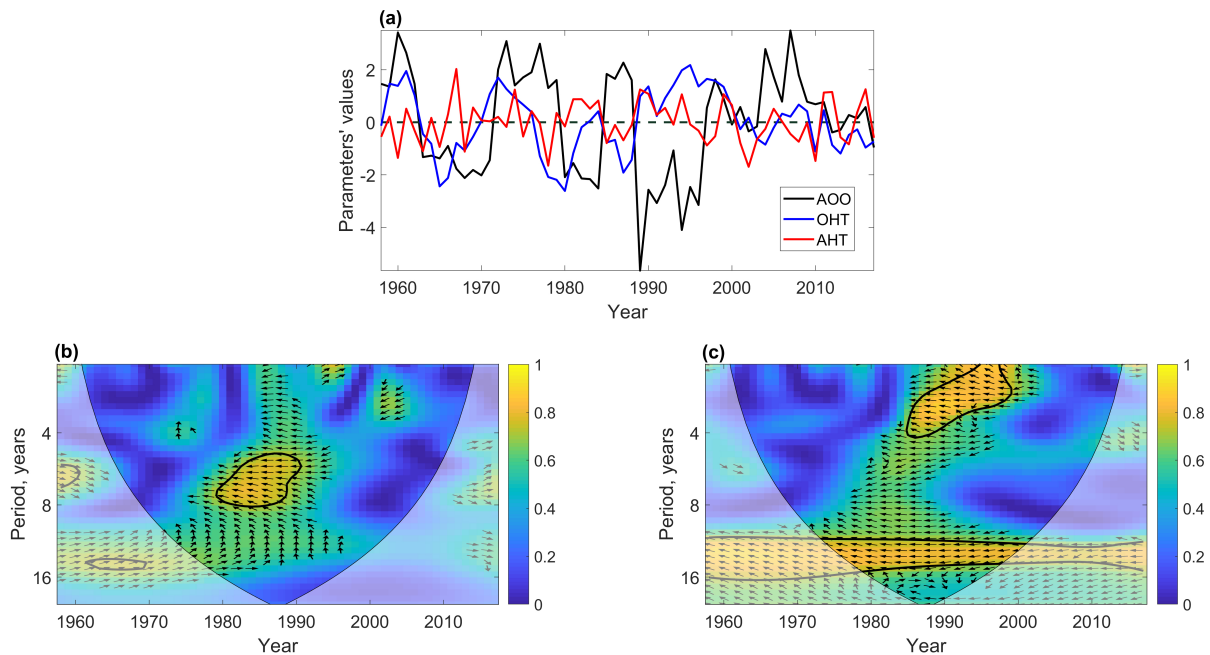 (a)
Parameters' values
2
0
-2
-4
AOO
OHT
AHT
1960 1970 1980 1990 2000 2010
Year
(b)
Period, years
4
8
16
1960 1970 1980 1990 2000 2010
Year
1
0.8
0.6
0.4
0.2
0
(c)
Period, years
4
8
16
1960 1970 1980 1990 2000 2010
Year
1
0.8
0.6
0.4
0.2
0